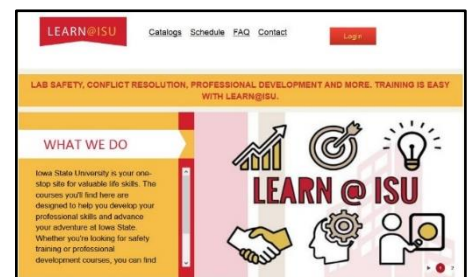 LEARN@ISU
Catalogs Schedule FAQ Contact
Login
LAB SAFETY, CONFLICT RESOLUTION, PROFESSIONAL DEVELOPMENT AND MORE. TRAINING IS EASY
WITH LEARN@ISU.
WHAT WE DO
Iowa State University is your one-
stop site for valuable life skills. The
courses you'll find here are
designed to help you develop your
professional skills and advance
your adventure at Iowa State.
Whether you're looking for safety
training or professional
development courses, you can find
LEARN @ ISU